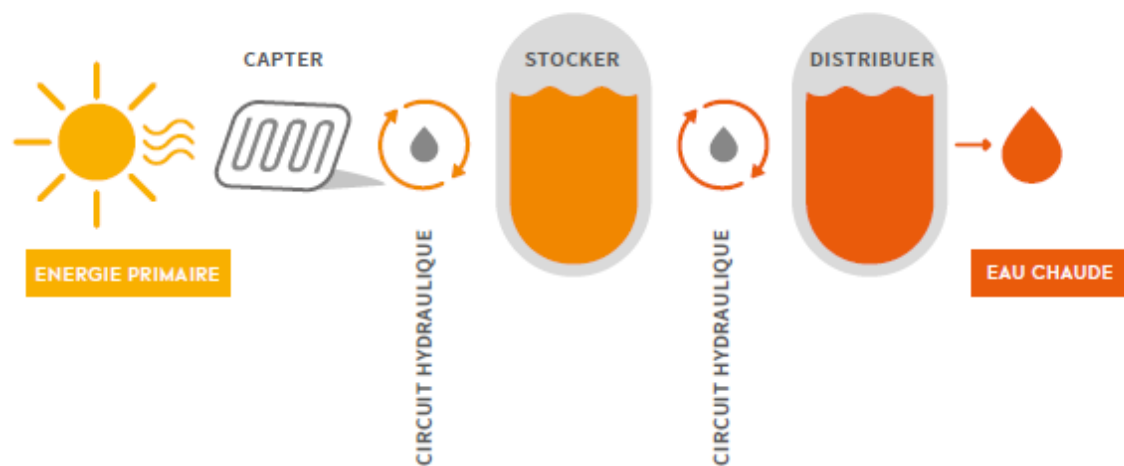 CAPTER
STOCKER
DISTRIBUER
ENERGIE PRIMAIRE
CIRCUIT HYDRAULIQUE
CIRCUIT HYDRAULIQUE
EAU CHAUDE